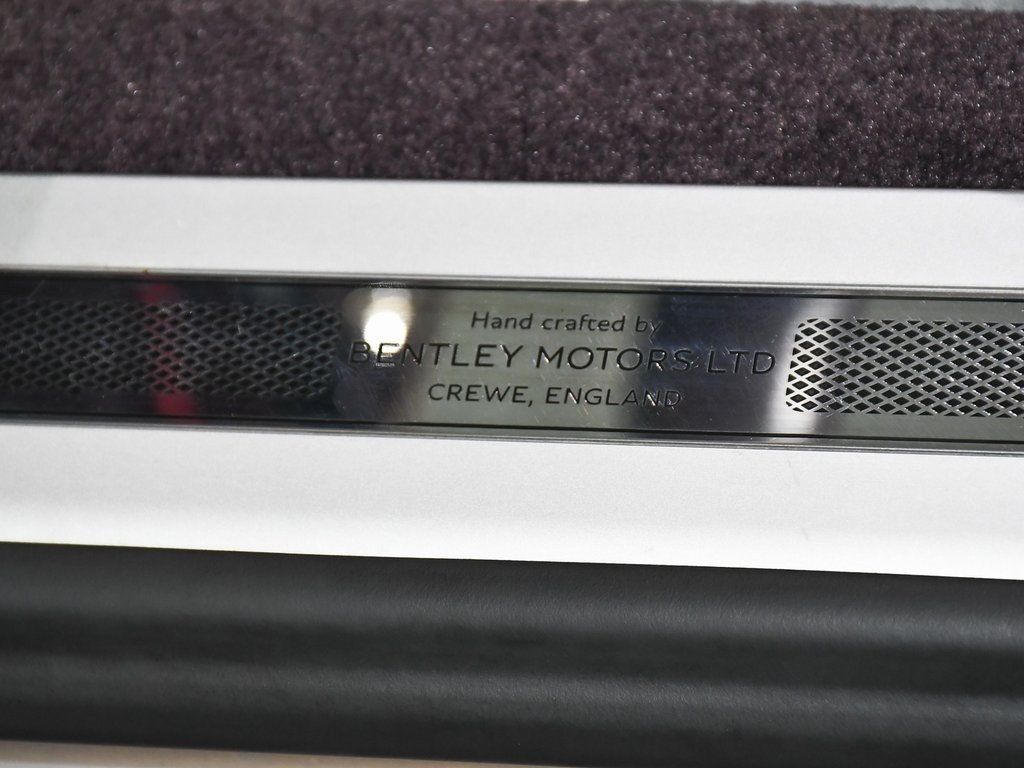 Hand crafted by
BENTLEY MOTORS LTD
CREWE, ENGLAND